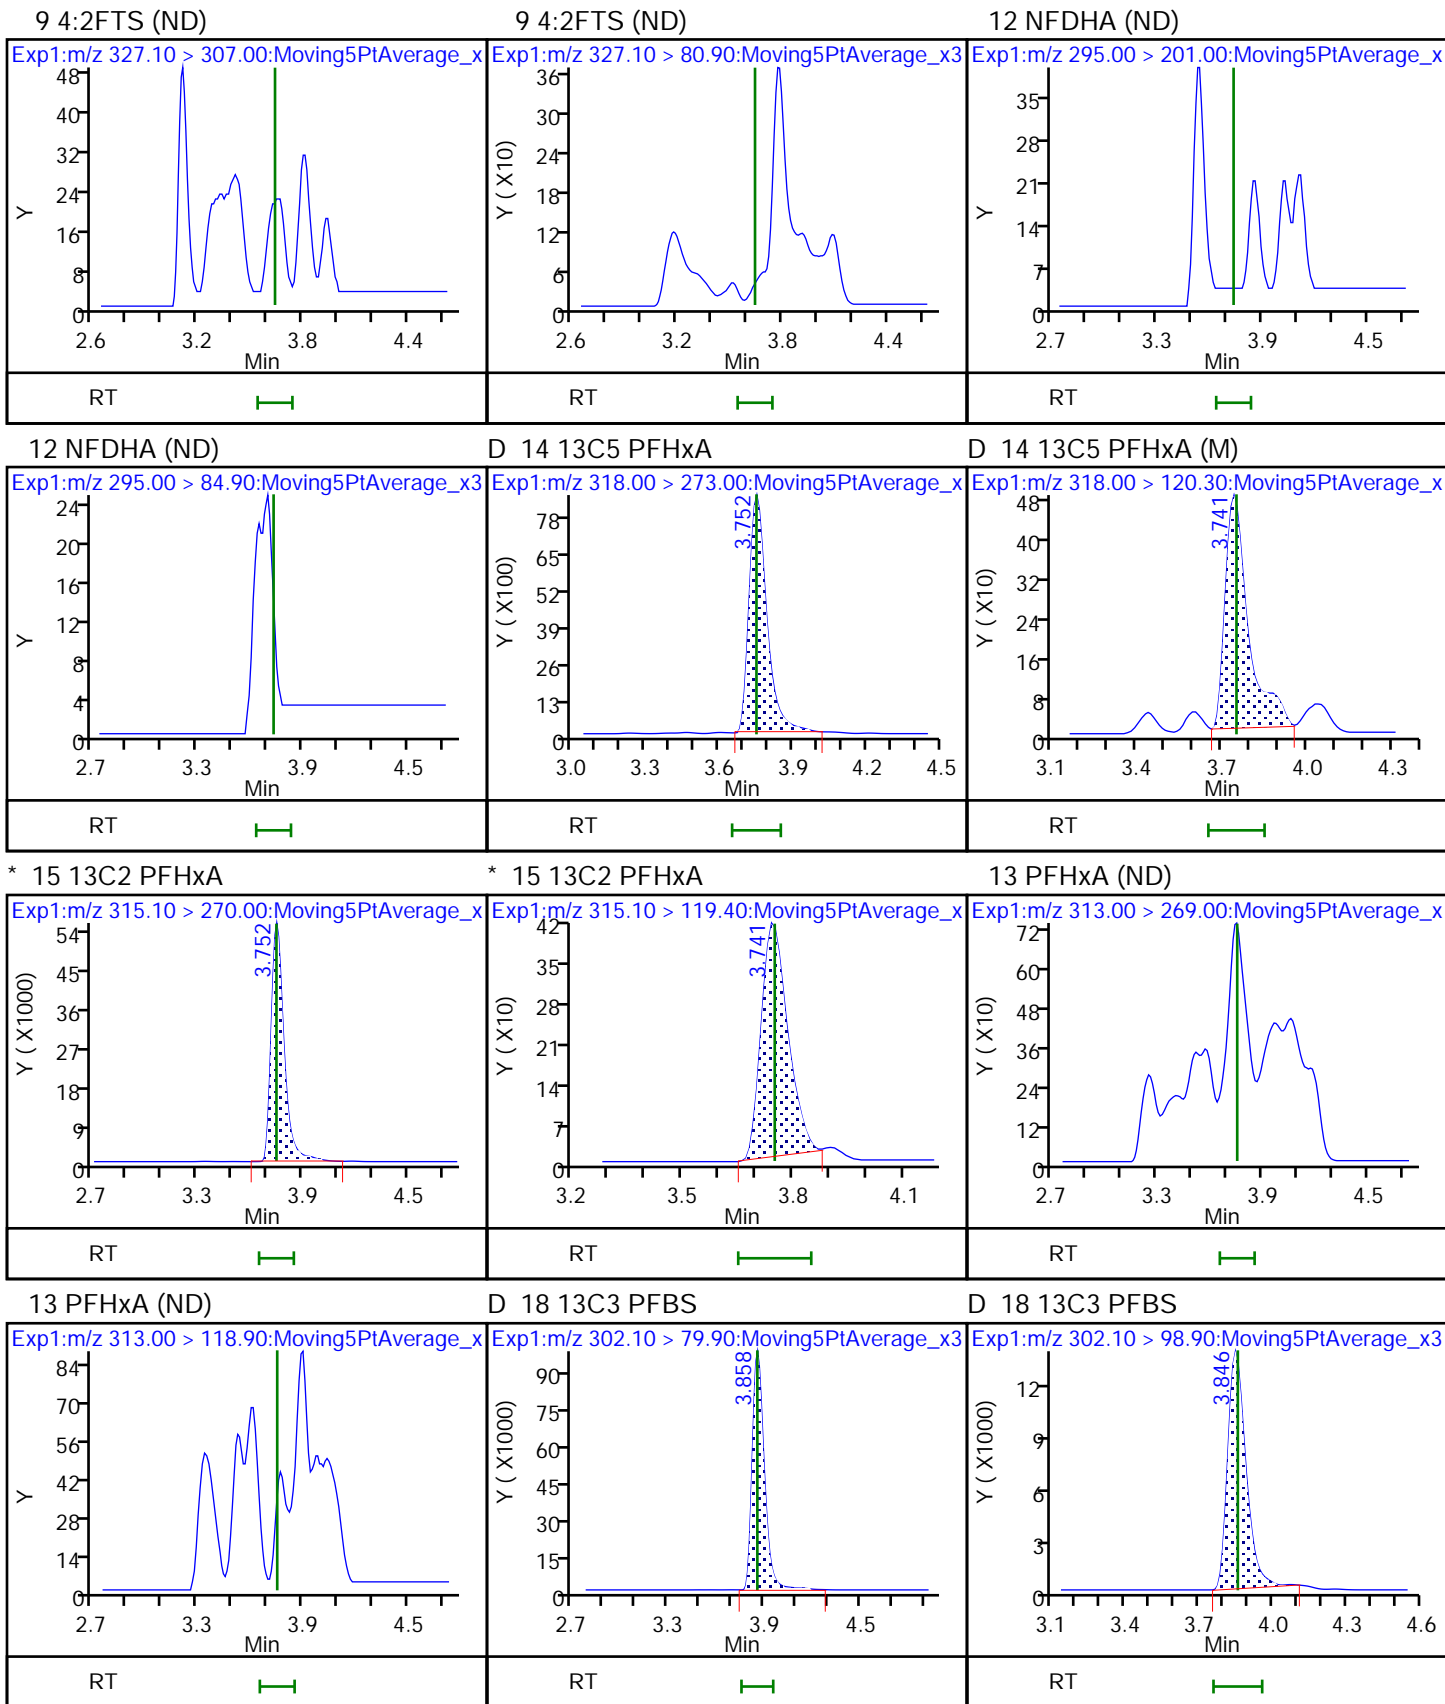 9 4:2FTS (ND)
Exp1:m/z 327.10 > 307.00:Moving5PtAverage_x
48
40
32
24
16
8
0
Y
2.6 3.2 3.8 4.4
Min
RT
9 4:2FTS (ND)
Exp1:m/z 327.10 > 80.90:Moving5PtAverage_x3
36
30
24
18
12
6
0
Y ( X10)
2.6 3.2 3.8 4.4
Min
RT
12 NFDHA (ND)
Exp1:m/z 295.00 > 201.00:Moving5PtAverage_x
35
28
21
14
7
0
Y
2.7 3.3 3.9 4.5
Min
RT
12 NFDHA (ND)
Exp1:m/z 295.00 > 84.90:Moving5PtAverage_x3
24
20
16
12
8
4
0
Y
2.7 3.3 3.9 4.5
Min
RT
D 14 13C5 PFHxA
Exp1:m/z 318.00 > 273.00:Moving5PtAverage_x
3.752
78
65
52
39
26
13
0
Y ( X100)
3.0 3.3 3.6 3.9 4.2 4.5
Min
RT
D 14 13C5 PFHxA (M)
Exp1:m/z 318.00 > 120.30:Moving5PtAverage_x
3.741
48
40
32
24
16
8
0
Y ( X10)
3.1 3.4 3.7 4.0 4.3
Min
RT
* 15 13C2 PFHxA
Exp1:m/z 315.10 > 270.00:Moving5PtAverage_x
3.752
54
45
36
27
18
9
0
Y ( X1000)
2.7 3.3 3.9 4.5
Min
RT
* 15 13C2 PFHxA
Exp1:m/z 315.10 > 119.40:Moving5PtAverage_x
3.741
42
35
28
21
14
7
0
Y ( X10)
3.2 3.5 3.8 4.1
Min
RT
13 PFHxA (ND)
Exp1:m/z 313.00 > 269.00:Moving5PtAverage_x
72
60
48
36
24
12
0
Y ( X10)
2.7 3.3 3.9 4.5
Min
RT
13 PFHxA (ND)
Exp1:m/z 313.00 > 118.90:Moving5PtAverage_x
84
70
56
42
28
14
0
Y
2.7 3.3 3.9 4.5
Min
RT
D 18 13C3 PFBS
Exp1:m/z 302.10 > 79.90:Moving5PtAverage_x3
3.858
90
75
60
45
30
15
0
Y ( X1000)
2.7 3.3 3.9 4.5
Min
RT
D 18 13C3 PFBS
Exp1:m/z 302.10 > 98.90:Moving5PtAverage_x3
3.846
12
9
6
3
0
Y ( X1000)
3.1 3.4 3.7 4.0 4.3 4.6
Min
RT